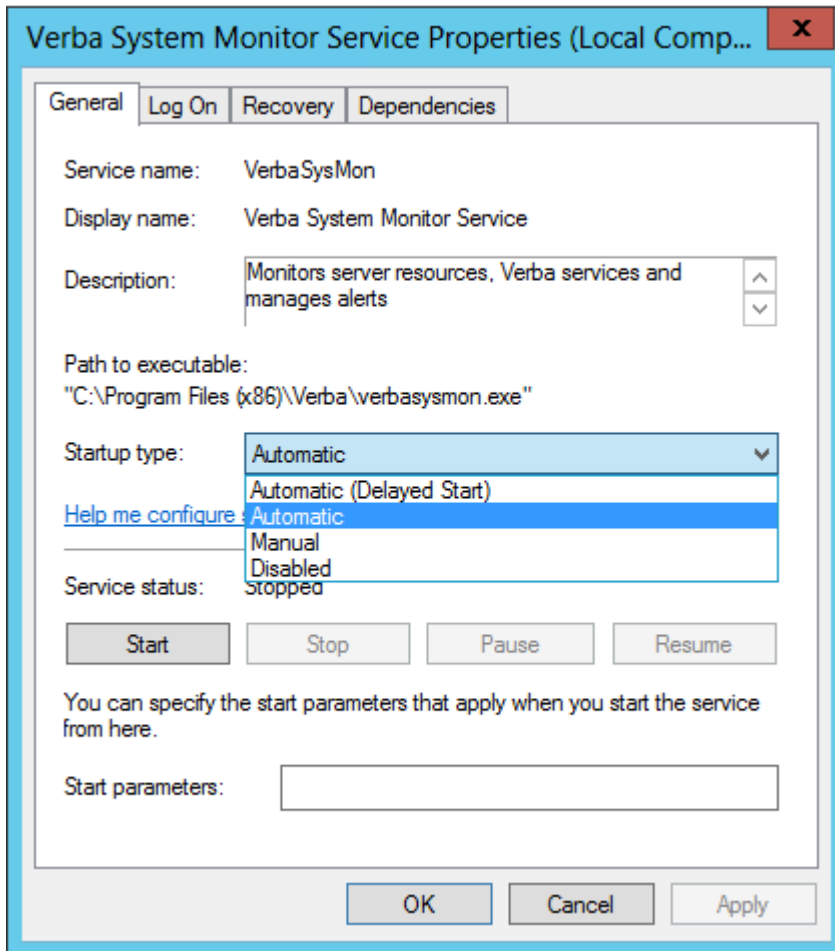 Verba System Monitor Service Properties (Local Comp...
General Log On Recovery Dependencies
Service name: VerbaSysMon
Display name: Verba System Monitor Service
Description: Monitors server resources, Verba services and
manages alerts
Path to executable:
"C:\Program Files (x86)\Verba\verbasysmon.exe"
Startup type: Automatic
Automatic (Delayed Start)
Help me configure Automatic
Manual
Disabled
Service status: Stopped
Start Stop Pause Resume
You can specify the start parameters that apply when you start the service
from here.
Start parameters:
OK Cancel Apply